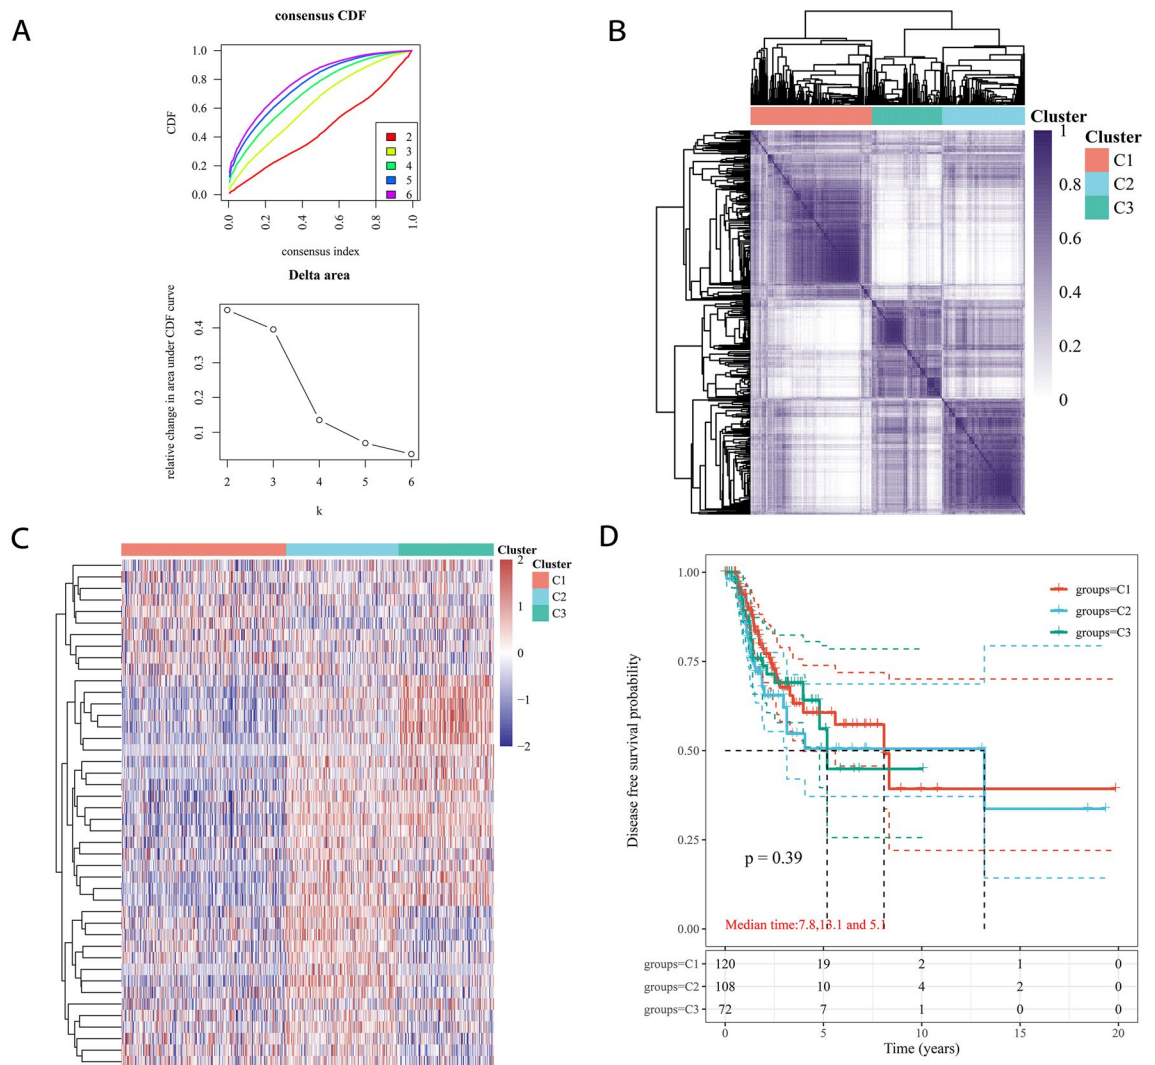 A
consensus CDF
CDF
1.0
0.8
0.6
0.4
0.2
0.0
2
3
4
5
6
0.0 0.2 0.4 0.6 0.8 1.0
consensus index
Delta area
relative change in area under CDF curve
0.4
0.3
0.2
0.1
2 3 4 5 6
k
B
Cluster
1
0.8
0.6
0.4
0.2
0
Cluster
C1
C2
C3
C
Cluster
2
1
0
−1
−2
Cluster
C1
C2
C3
D
Disease free survival probability
1.00
0.75
0.50
0.25
0.00
groups=C1
groups=C2
groups=C3
p = 0.39
Median time:7.8,13.1 and 5.1
groups=C1 120 19 2 1 0
groups=C2 108 10 4 2 0
groups=C3 72 7 1 0 0
0 5 10 15 20
Time (years)